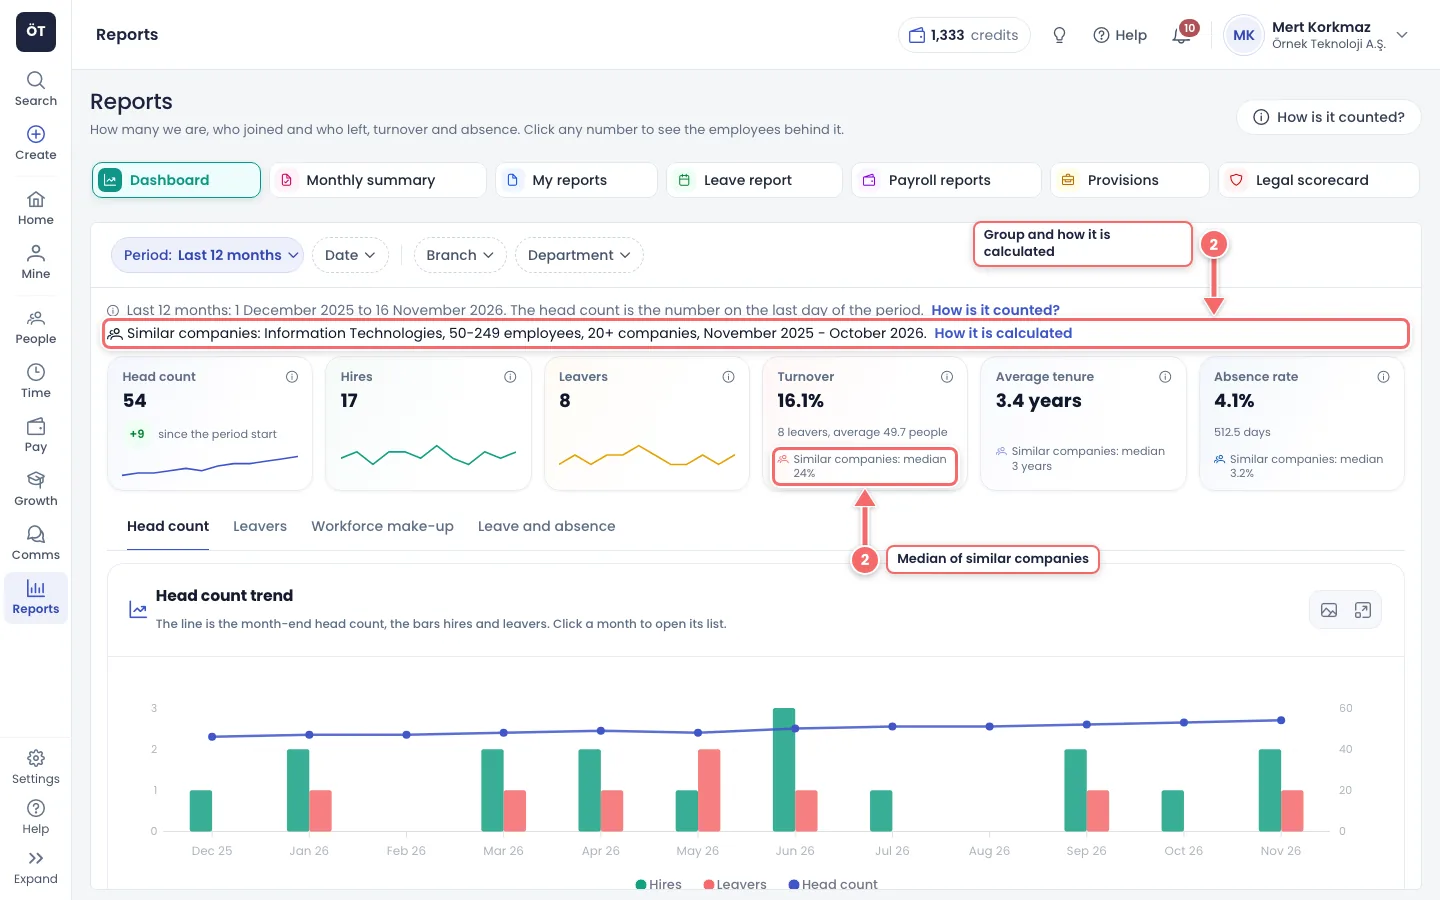 ÖT
Reports
1,333 credits
Help
10
MK
Mert Korkmaz
Örnek Teknoloji A.Ş.
Search
Create
Home
Mine
People
Time
Pay
Growth
Comms
Reports
Settings
Help
Expand
Reports
How many we are, who joined and who left, turnover and absence. Click any number to see the employees behind it.
How is it counted?
Dashboard
Monthly summary
My reports
Leave report
Payroll reports
Provisions
Legal scorecard
Period: Last 12 months
Date
Branch
Department
Group and how it is
calculated
2
Last 12 months: 1 December 2025 to 16 November 2026. The head count is the number on the last day of the period. How is it counted?
Similar companies: Information Technologies, 50-249 employees, 20+ companies, November 2025 - October 2026. How it is calculated
Head count
54
+9 since the period start
Hires
17
Leavers
8
Turnover
16.1%
8 leavers, average 49.7 people
Similar companies: median
24%
Average tenure
3.4 years
Similar companies: median
3 years
Absence rate
4.1%
512.5 days
Similar companies: median
3.2%
2
Median of similar companies
Head count
Leavers
Workforce make-up
Leave and absence
Head count trend
The line is the month-end head count, the bars hires and leavers. Click a month to open its list.
3
2
1
0
60
40
20
0
Dec 25
Jan 26
Feb 26
Mar 26
Apr 26
May 26
Jun 26
Jul 26
Aug 26
Sep 26
Oct 26
Nov 26
Hires
Leavers
Head count